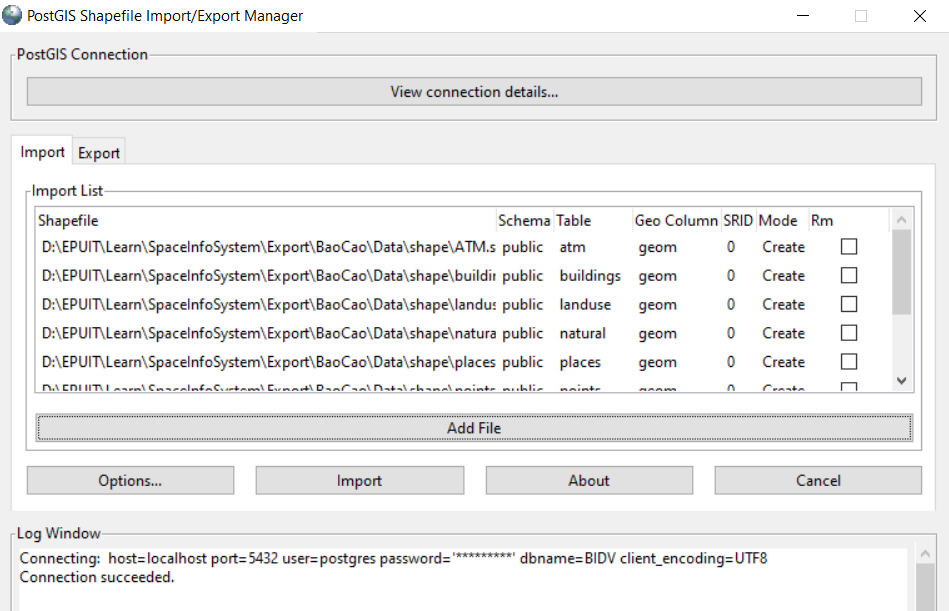 PostGIS Shapefile Import/Export Manager
PostGIS Connection
View connection details...
Import Export
Import List
Shapefile Schema Table Geo Column SRID Mode Rm
D:\EPUIT\Learn\SpaceInfoSystem\Export\BaoCao\Data\shape\ATM.s public atm geom 0 Create
D:\EPUIT\Learn\SpaceInfoSystem\Export\BaoCao\Data\shape\buildin public buildings geom 0 Create
D:\EPUIT\Learn\SpaceInfoSystem\Export\BaoCao\Data\shape\landus public landuse geom 0 Create
D:\EPUIT\Learn\SpaceInfoSystem\Export\BaoCao\Data\shape\natura public natural geom 0 Create
D:\EPUIT\Learn\SpaceInfoSystem\Export\BaoCao\Data\shape\places public places geom 0 Create
D:\EPUIT\Learn\SpaceInfoSystem\Export\BaoCao\Data\shape\points public points geom 0 Create
Add File
Options... Import About Cancel
Log Window
Connecting: host=localhost port=5432 user=postgres password='*********' dbname=BIDV client_encoding=UTF8
Connection succeeded.